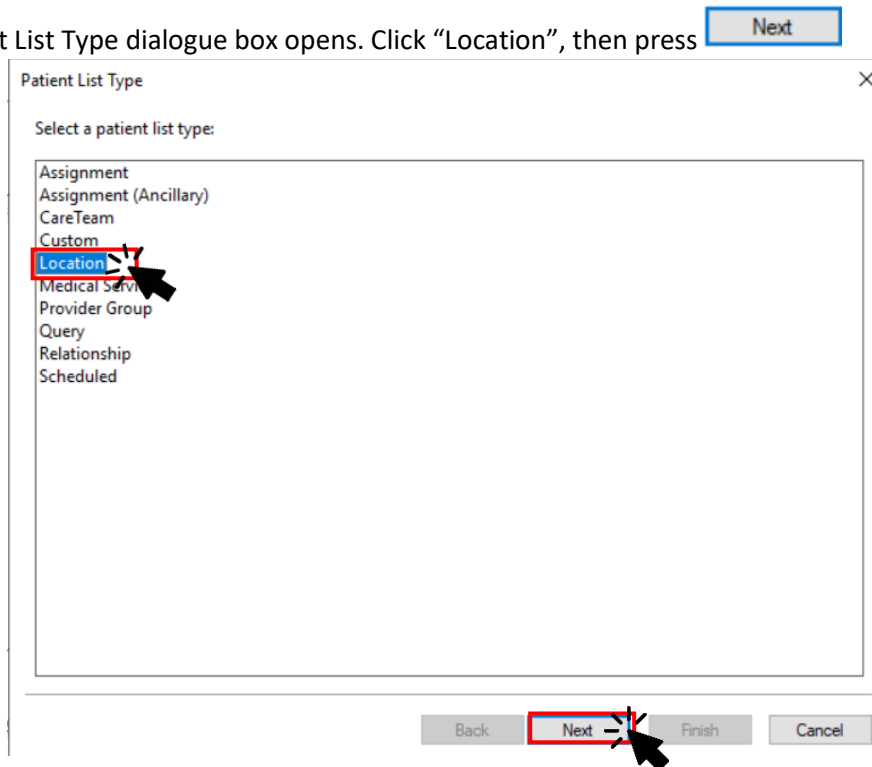 t List Type dialogue box opens. Click “Location”, then press Next
Patient List Type
Select a patient list type:
Assignment
Assignment (Ancillary)
CareTeam
Custom
Location
Medical
Provider Group
Query
Relationship
Scheduled
Back Next Finish Cancel